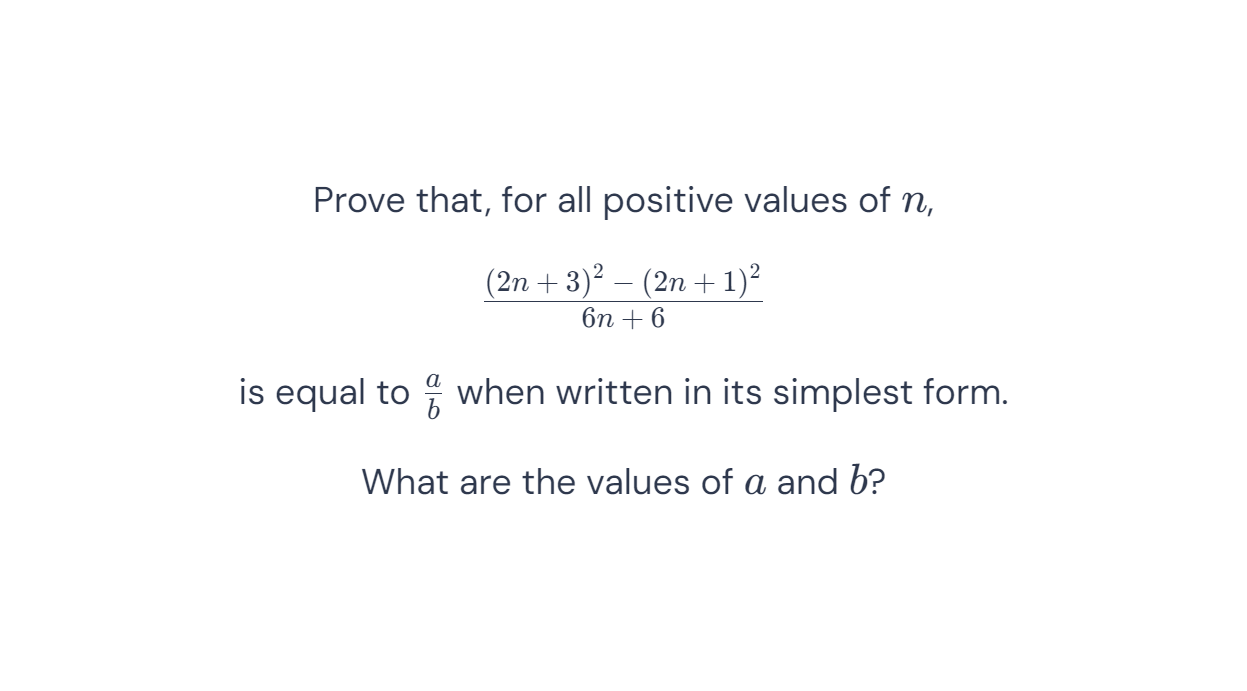 Prove that, for all positive values of $n$,
$\frac{(2n + 3)^2 - (2n + 1)^2}{6n + 6}$
is equal to $\frac{a}{b}$ when written in its simplest form.
What are the values of $a$ and $b$?